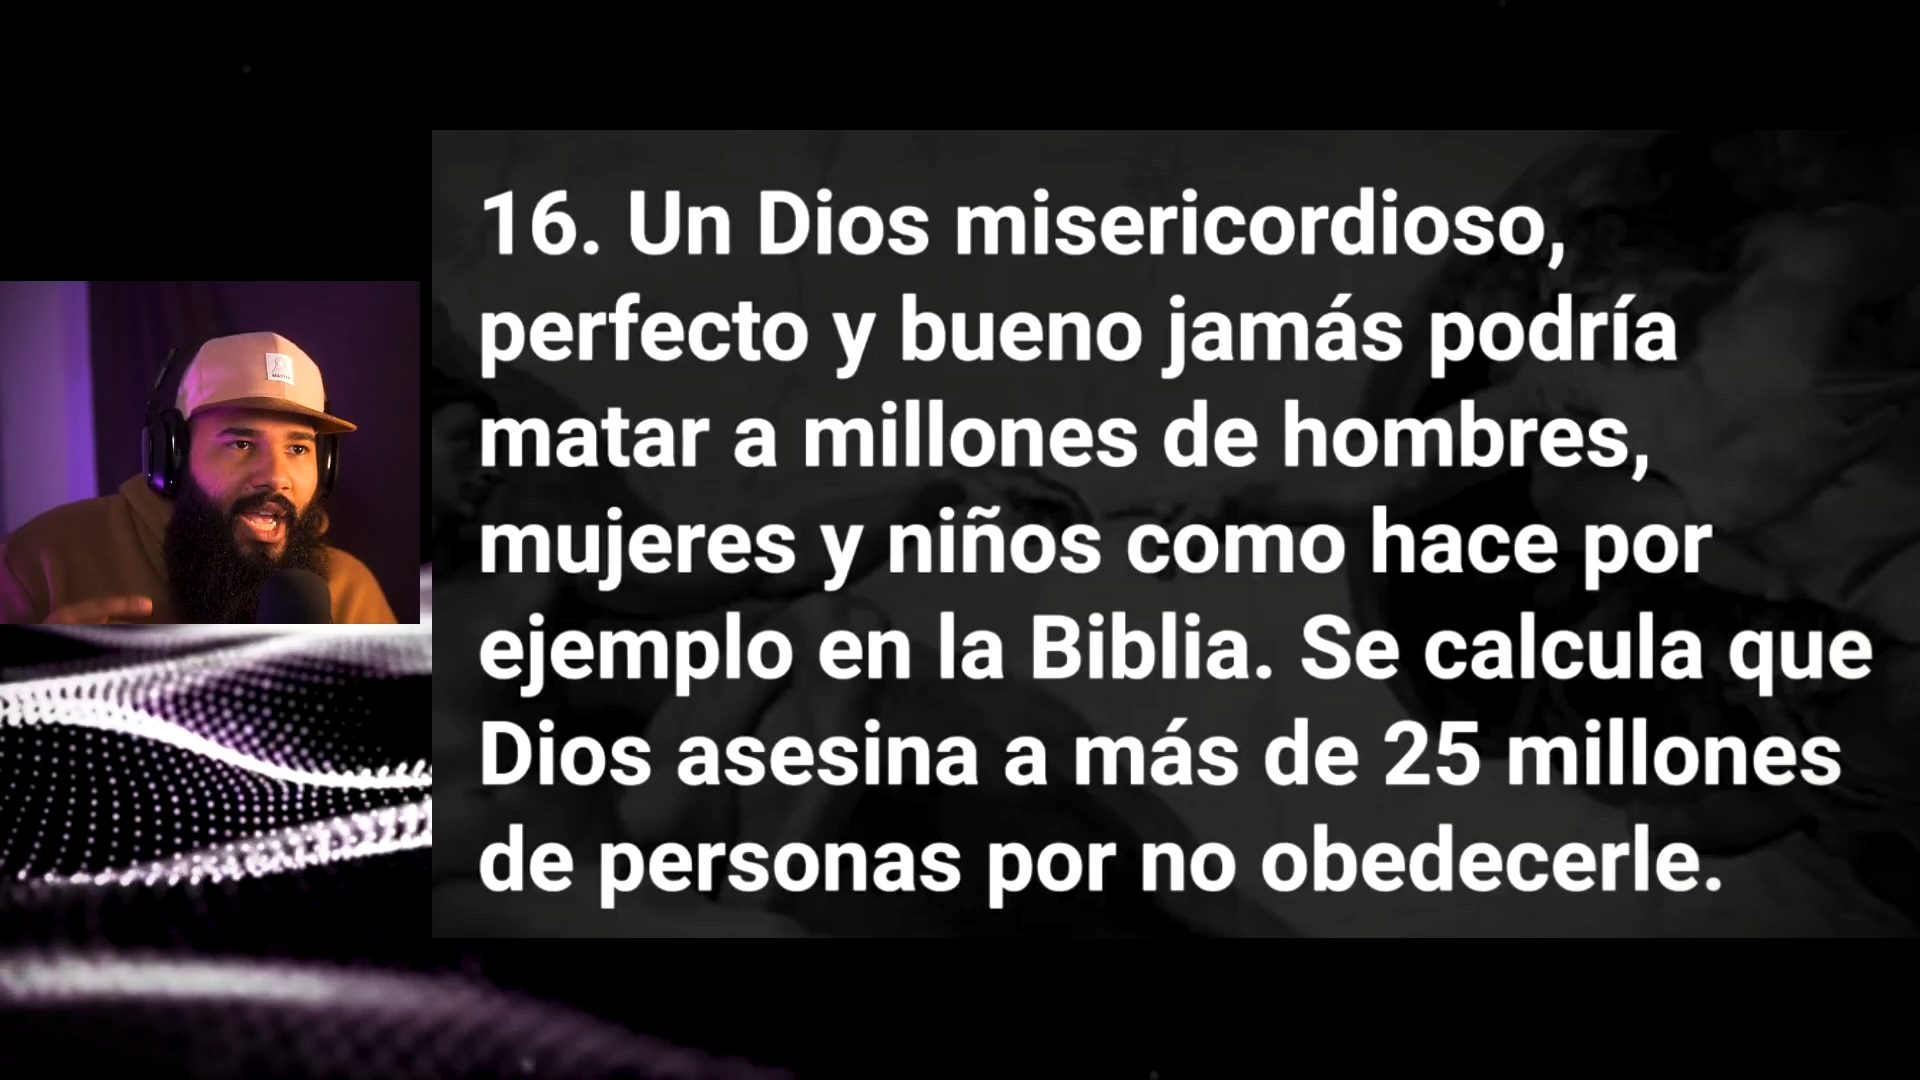 16. Un Dios misericordioso,
perfecto y bueno jamás podría
matar a millones de hombres,
mujeres y niños como hace por
ejemplo en la Biblia. Se calcula que
Dios asesina a más de 25 millones
de personas por no obedecerle.